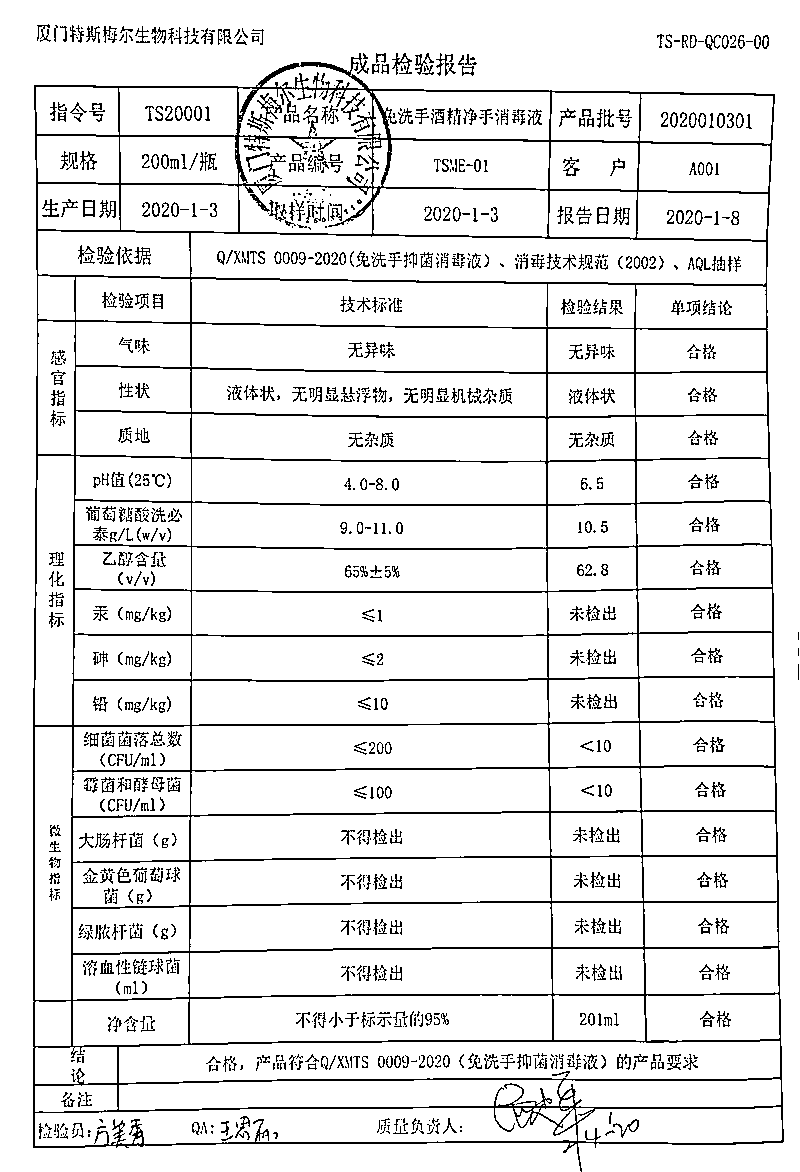 厦门特斯梅尔生物科技有限公司
TS-RD-QC026-00
成品检验报告
指令号 TS20001 产品名称 免洗手酒精净手消毒液 产品批号 2020010301
规格 200ml/瓶 产品编号 TSME-01 客 户 A001
生产日期 2020-1-3 取样时间 2020-1-3 报告日期 2020-1-8
厦门特斯梅尔生物科技有限公司
检验依据 Q/XMTS 0009-2020(免洗手抑菌消毒液)、消毒技术规范(2002)、AQL抽样
检验项目 技术标准 检验结果 单项结论
感官指标
气味 无异味 无异味 合格
性状 液体状，无明显悬浮物，无明显机械杂质 液体状 合格
质地 无杂质 无杂质 合格
理化指标
pH值(25℃) 4.0-8.0 6.5 合格
葡萄糖酸洗必
泰g/L(w/v) 9.0-11.0 10.5 合格
乙醇含量
(v/v) 65%±5% 62.8 合格
汞(mg/kg) ≤1 未检出 合格
砷(mg/kg) ≤2 未检出 合格
铅(mg/kg) ≤10 未检出 合格
微生物指标
细菌菌落总数
(CFU/ml) ≤200 <10 合格
霉菌和酵母菌
(CFU/ml) ≤100 <10 合格
大肠杆菌(g) 不得检出 未检出 合格
金黄色葡萄球
菌(g) 不得检出 未检出 合格
绿脓杆菌(g) 不得检出 未检出 合格
溶血性链球菌
(ml) 不得检出 未检出 合格
净含量 不得小于标示量的95% 201ml 合格
结论 合格，产品符合Q/XMTS 0009-2020(免洗手抑菌消毒液)的产品要求
备注
检验员: QA: 质量负责人: